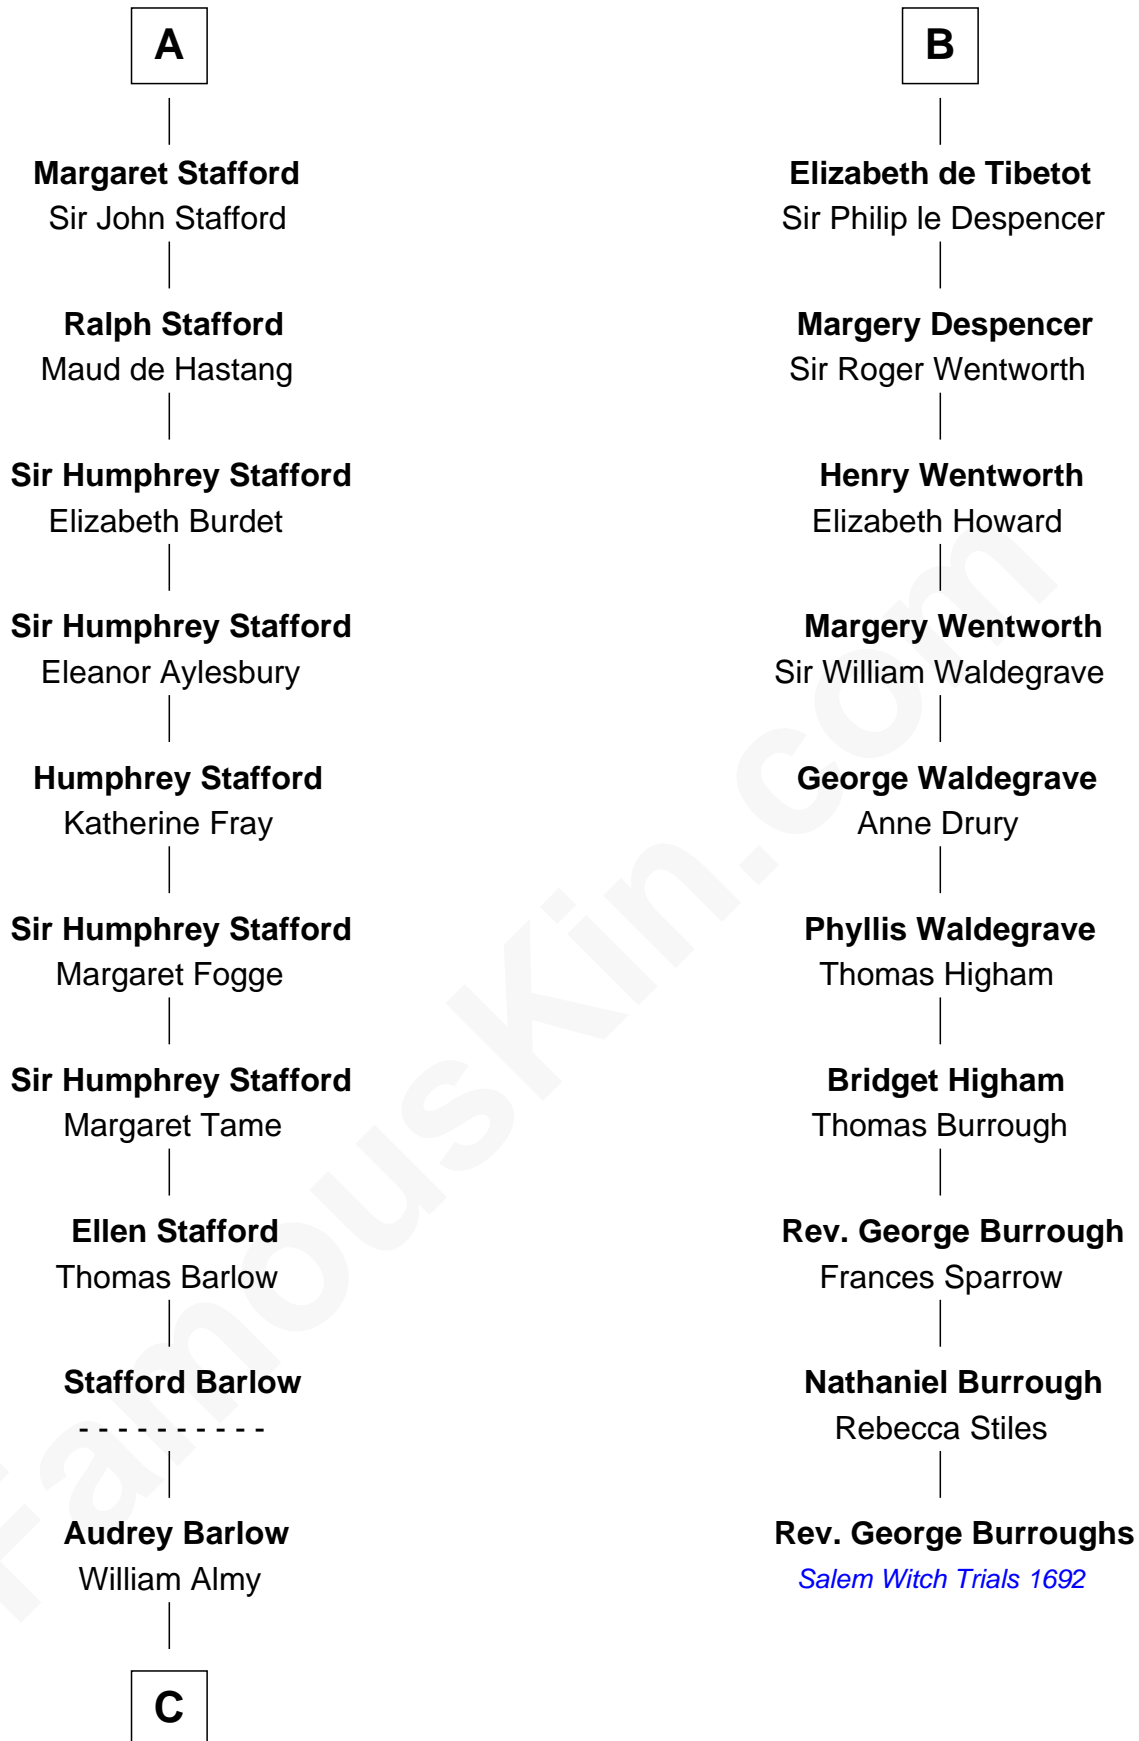 A
Margaret Stafford
Sir John Stafford
Ralph Stafford
Maud de Hastang
Sir Humphrey Stafford
Elizabeth Burdet
Sir Humphrey Stafford
Eleanor Aylesbury
Humphrey Stafford
Katherine Fray
Sir Humphrey Stafford
Margaret Fogge
Sir Humphrey Stafford
Margaret Tame
Ellen Stafford
Thomas Barlow
Stafford Barlow
- - - - - - - - - -
Audrey Barlow
William Almy
C
B
Elizabeth de Tibetot
Sir Philip le Despencer
Margery Despencer
Sir Roger Wentworth
Henry Wentworth
Elizabeth Howard
Margery Wentworth
Sir William Waldegrave
George Waldegrave
Anne Drury
Phyllis Waldegrave
Thomas Higham
Bridget Higham
Thomas Burrough
Rev. George Burrough
Frances Sparrow
Nathaniel Burrough
Rebecca Stiles
Rev. George Burroughs
Salem Witch Trials 1692
FamousKin.com